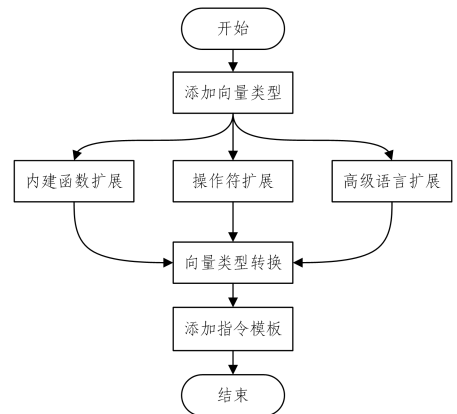 开始
添加向量类型
内建函数扩展
操作符扩展
高级语言扩展
向量类型转换
添加指令模板
结束